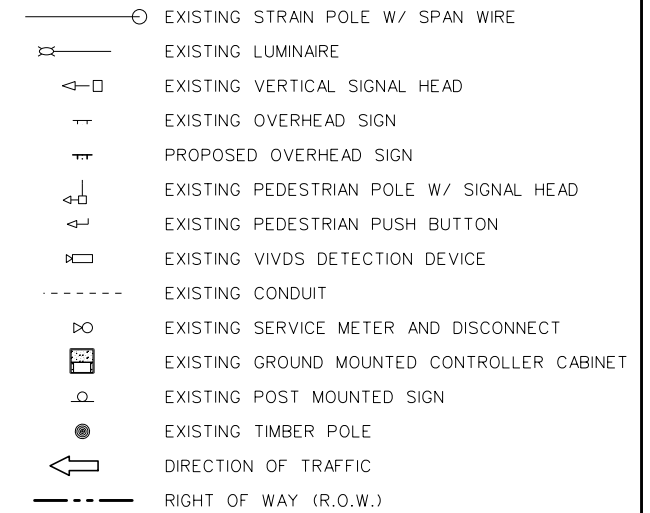 EXISTING STRAIN POLE W/ SPAN WIRE
EXISTING LUMINAIRE
EXISTING VERTICAL SIGNAL HEAD
EXISTING OVERHEAD SIGN
PROPOSED OVERHEAD SIGN
EXISTING PEDESTRIAN POLE W/ SIGNAL HEAD
EXISTING PEDESTRIAN PUSH BUTTON
EXISTING VIVDS DETECTION DEVICE
EXISTING CONDUIT
EXISTING SERVICE METER AND DISCONNECT
EXISTING GROUND MOUNTED CONTROLLER CABINET
EXISTING POST MOUNTED SIGN
EXISTING TIMBER POLE
DIRECTION OF TRAFFIC
RIGHT OF WAY (R.O.W.)